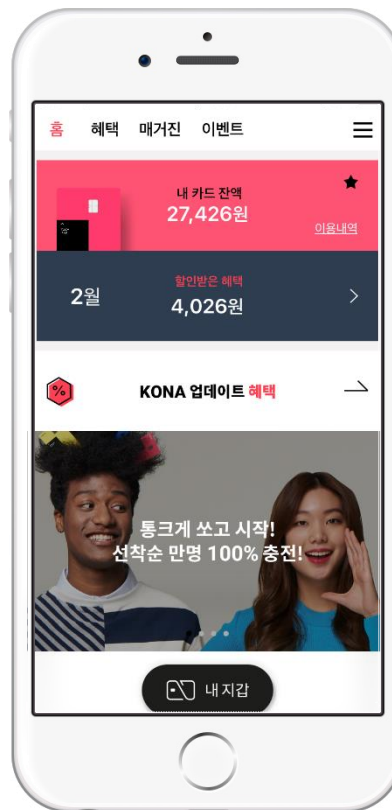 홈 혜택 매거진 이벤트
내 카드 잔액
27,426원
이용내역
할인받은 혜택
2월
4,026원
KONA 업데이트 혜택
통크게 쏘고 시작!
선착순 만명 100% 충전!
내 지갑